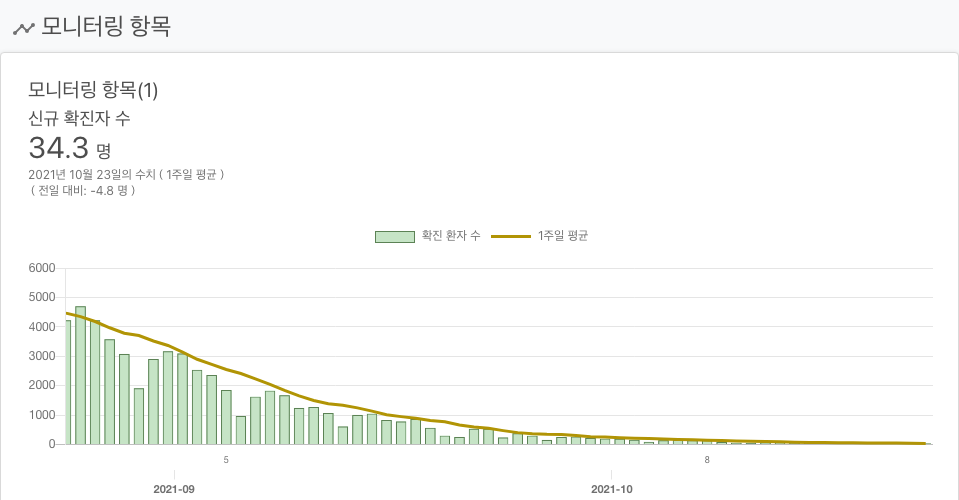 모니터링 항목
모니터링 항목(1)
신규 확진자 수
34.3 명
2021년 10월 23일의 수치 ( 1주일 평균 )
( 전일 대비: -4.8 명 )
확진 환자 수 1주일 평균
6000
5000
4000
3000
2000
1000
0
5 8
2021-09 2021-10